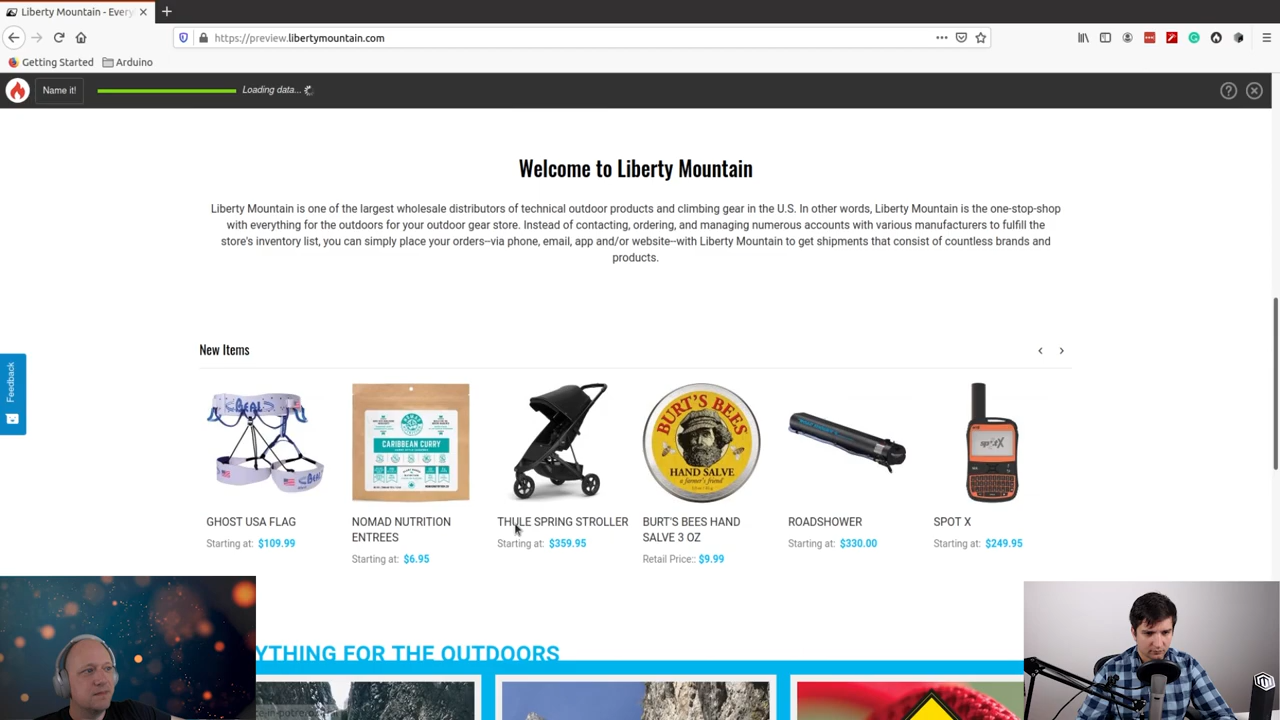 Liberty Mountain - Every
https://preview.libertymountain.com
Getting Started
Arduino
Name it!
Loading data...
Welcome to Liberty Mountain
Liberty Mountain is one of the largest wholesale distributors of technical outdoor products and climbing gear in the U.S. In other words, Liberty Mountain is the one-stop-shop
with everything for the outdoors for your outdoor gear store. Instead of contacting, ordering, and managing numerous accounts with various manufacturers to fulfill the
store's inventory list, you can simply place your orders--via phone, email, app and/or website--with Liberty Mountain to get shipments that consist of countless brands and
products.
Feedback
New Items
BEAL
CARIBBEAN CURRY
BURT'S BEES
HAND SALVE
a farmer's friend
spot X
GHOST USA FLAG
Starting at: $109.99
NOMAD NUTRITION
ENTREES
Starting at: $6.95
THULE SPRING STROLLER
Starting at: $359.95
BURT'S BEES HAND
SALVE 3 OZ
Retail Price:: $9.99
ROADSHOWER
Starting at: $330.00
SPOT X
Starting at: $249.95
YTHING FOR THE OUTDOORS